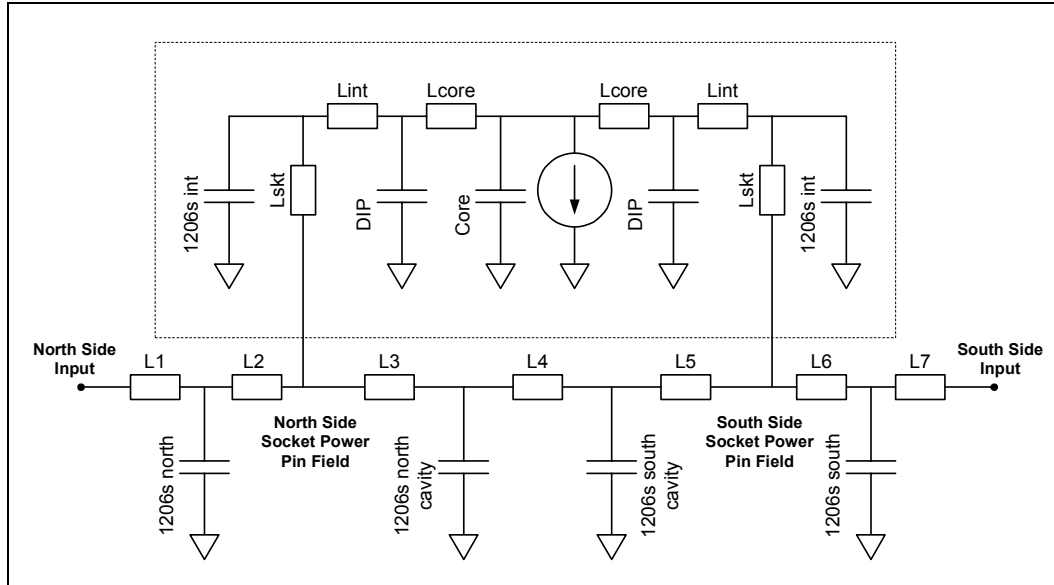 Lint
Lcore
Lcore
Lint
1206s int
Lskt
DIP
Core
DIP
Lskt
1206s int
North Side
Input
L1
L2
L3
L4
L5
L6
L7
South Side
Input
North Side
Socket Power
Pin Field
South Side
Socket Power
Pin Field
1206s north
1206s north
cavity
1206s south
cavity
1206s south